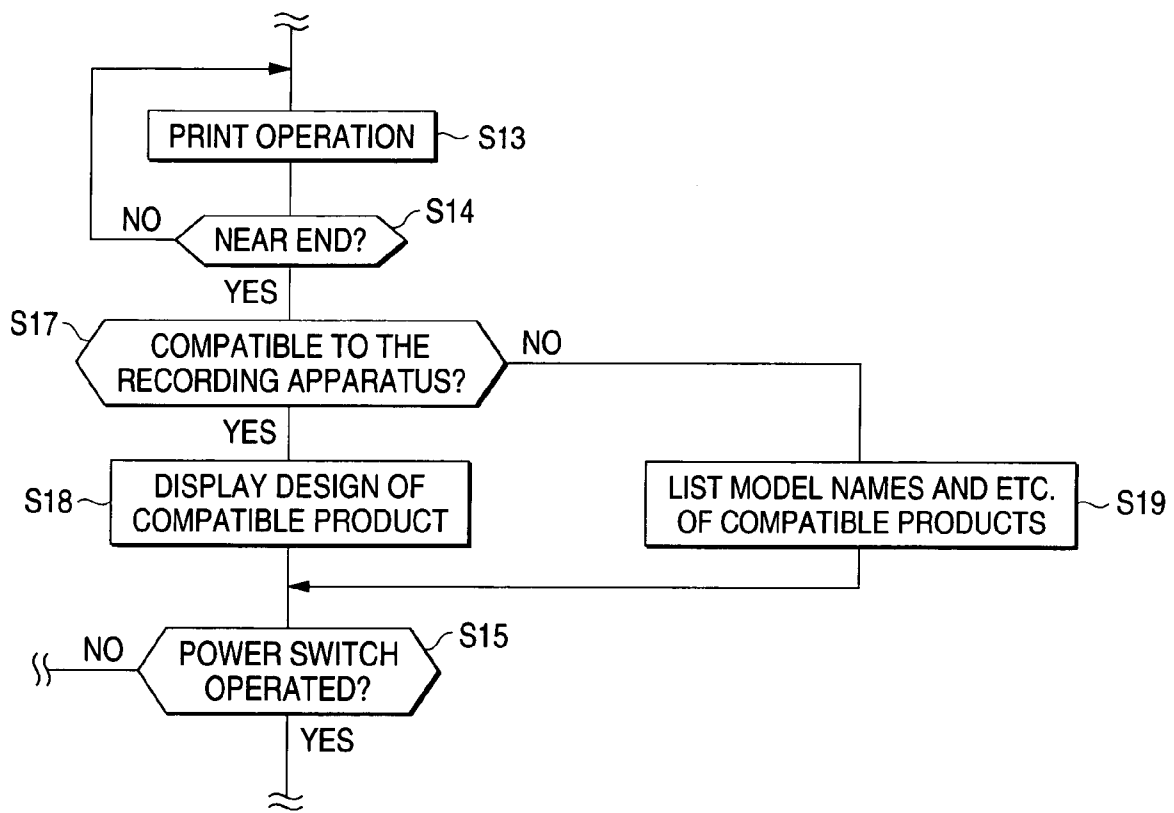 PRINT OPERATION
S13
NO
NEAR END?
S14
YES
S17
COMPATIBLE TO THE
RECORDING APPARATUS?
NO
YES
S18
DISPLAY DESIGN OF
COMPATIBLE PRODUCT
LIST MODEL NAMES AND ETC.
OF COMPATIBLE PRODUCTS
S19
NO
POWER SWITCH
OPERATED?
S15
YES